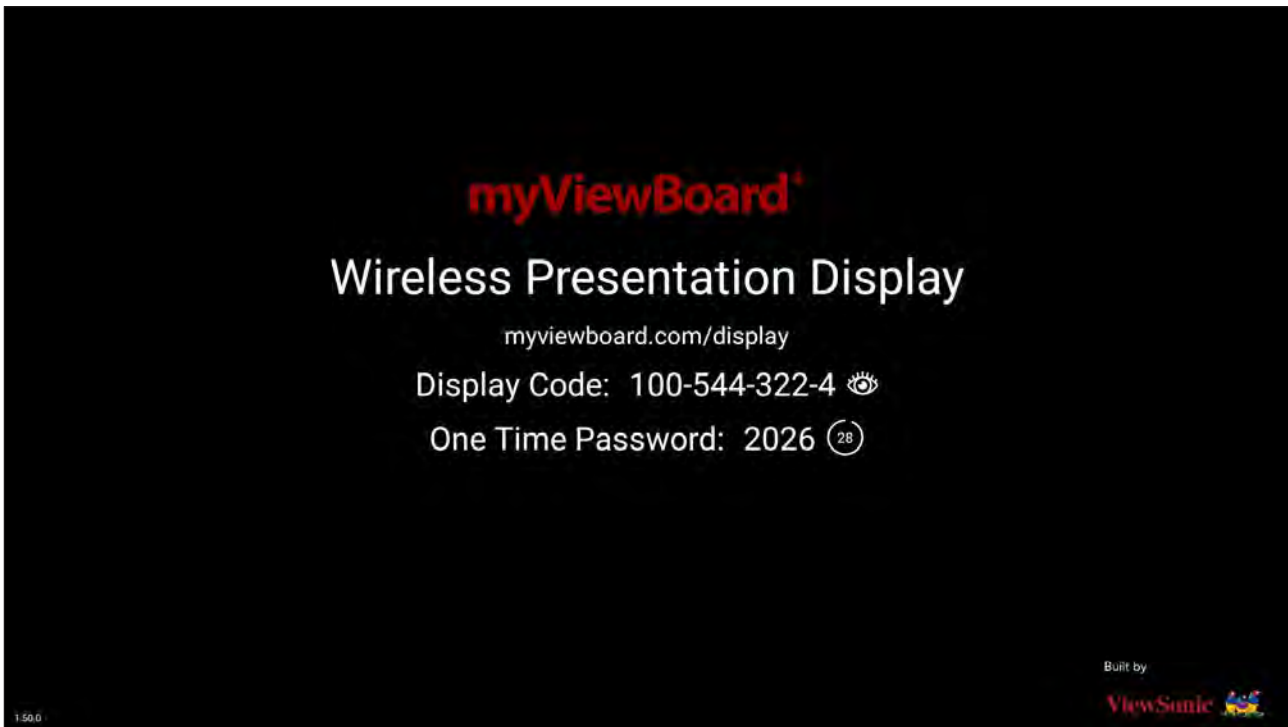 myViewBoard
Wireless Presentation Display
myviewboard.com/display
Display Code: 100-544-322-4
One Time Password: 2026 28
Built by
ViewSonic
1.50.0